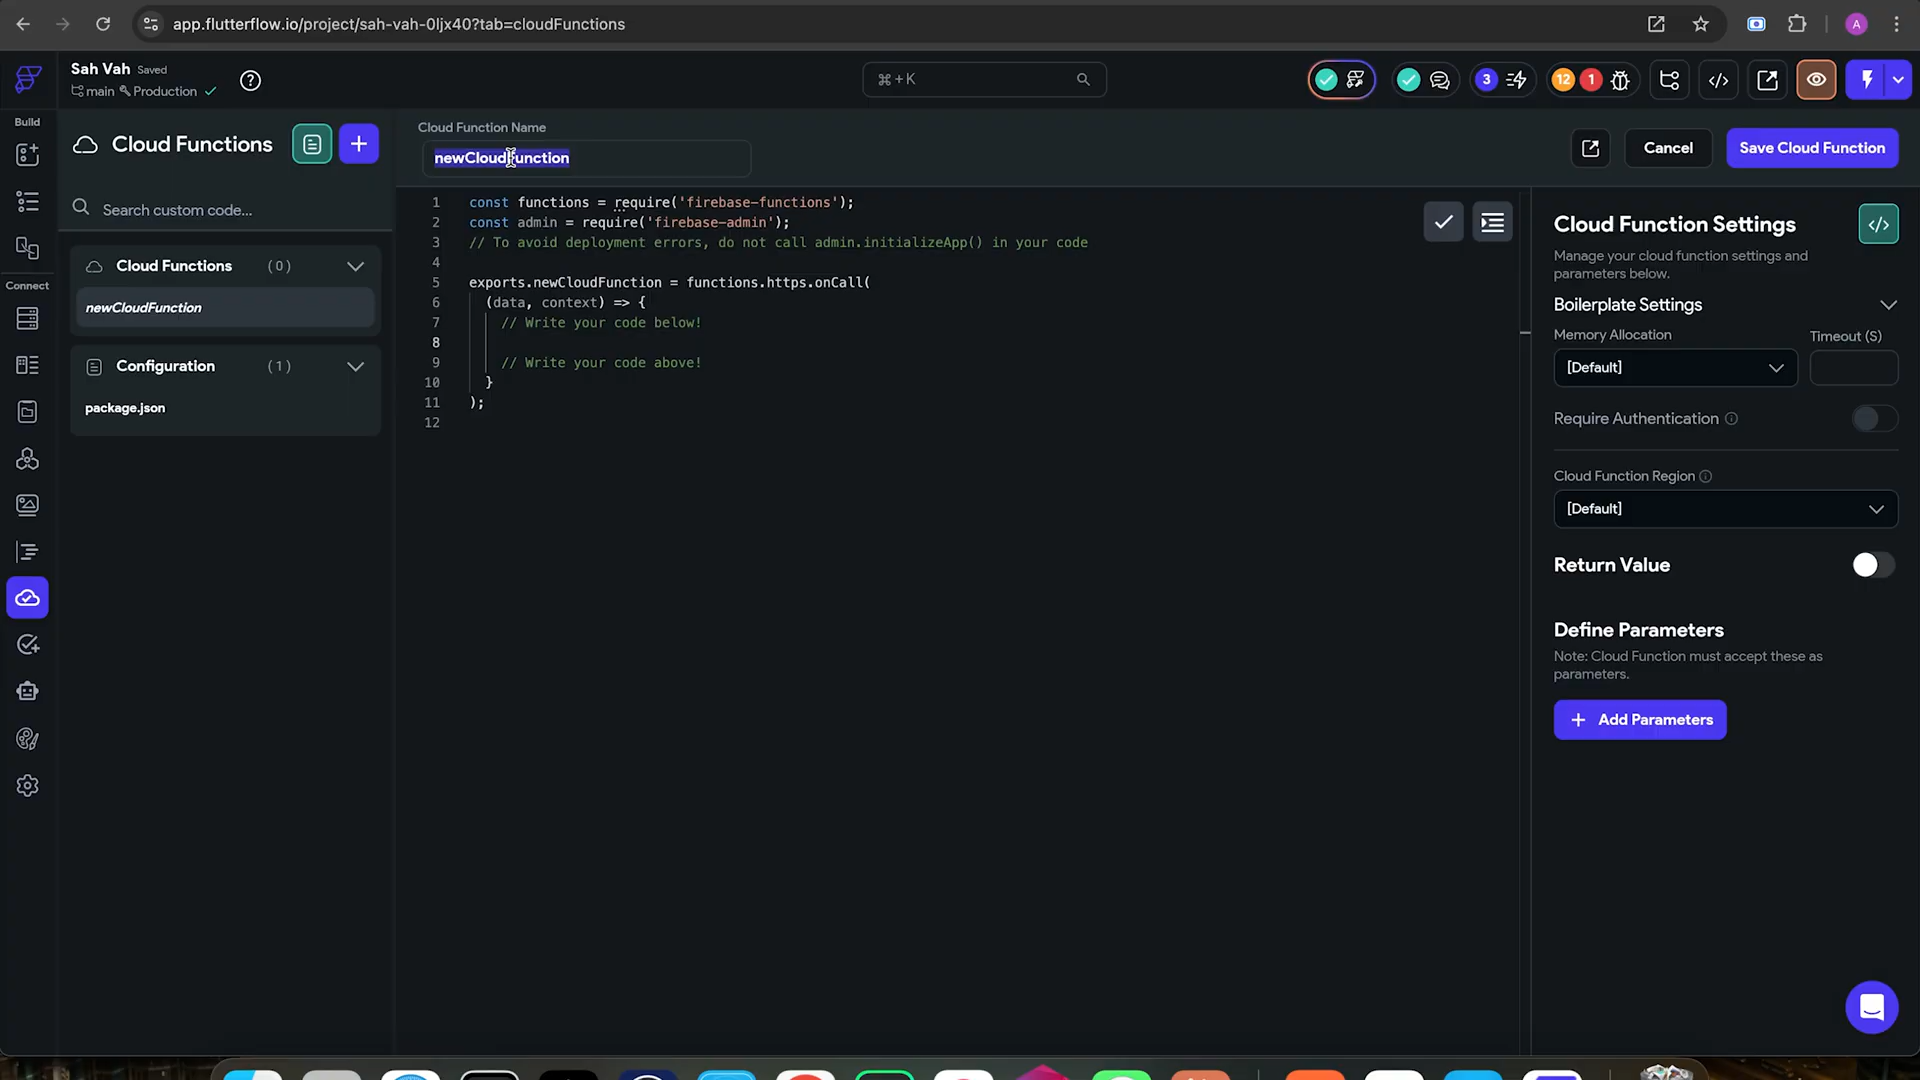 app.flutterflow.io/project/sah-vah-0ljx40?tab=cloudFunctions
A
Sah Vah Saved
main Production
⌘ + K
3
12 1
Build
Cloud Functions
Cloud Function Name
newCloudFunction
Cancel
Save Cloud Function
Search custom code...
Cloud Functions (0)
newCloudFunction
Connect
Configuration (1)
package.json
1 const functions = require('firebase-functions');
2 const admin = require('firebase-admin');
3 // To avoid deployment errors, do not call admin.initializeApp() in your code
4
5 exports.newCloudFunction = functions.https.onCall(
6 (data, context) => {
7 // Write your code below!
8
9 // Write your code above!
10 }
11 );
12
Cloud Function Settings
Manage your cloud function settings and
parameters below.
Boilerplate Settings
Memory Allocation Timeout (S)
[Default]
Require Authentication
Cloud Function Region
[Default]
Return Value
Define Parameters
Note: Cloud Function must accept these as
parameters.
+ Add Parameters